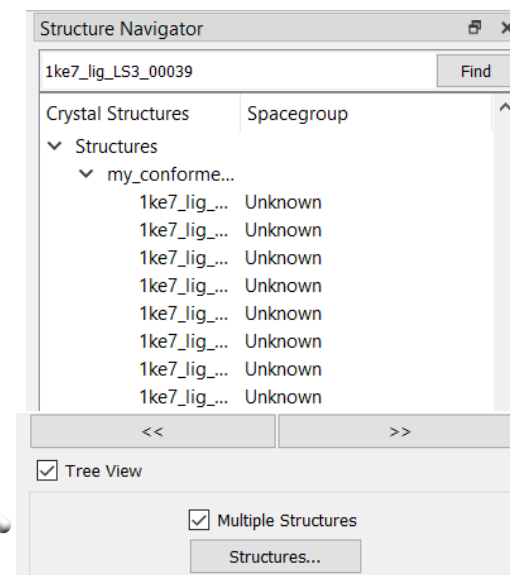 Structure Navigator
1ke7_lig_LS3_00039 Find
Crystal Structures Spacegroup
Structures
my_conforme...
1ke7_lig_... Unknown
1ke7_lig_... Unknown
1ke7_lig_... Unknown
1ke7_lig_... Unknown
1ke7_lig_... Unknown
1ke7_lig_... Unknown
1ke7_lig_... Unknown
1ke7_lig_... Unknown
<< >>
Tree View
Multiple Structures
Structures...